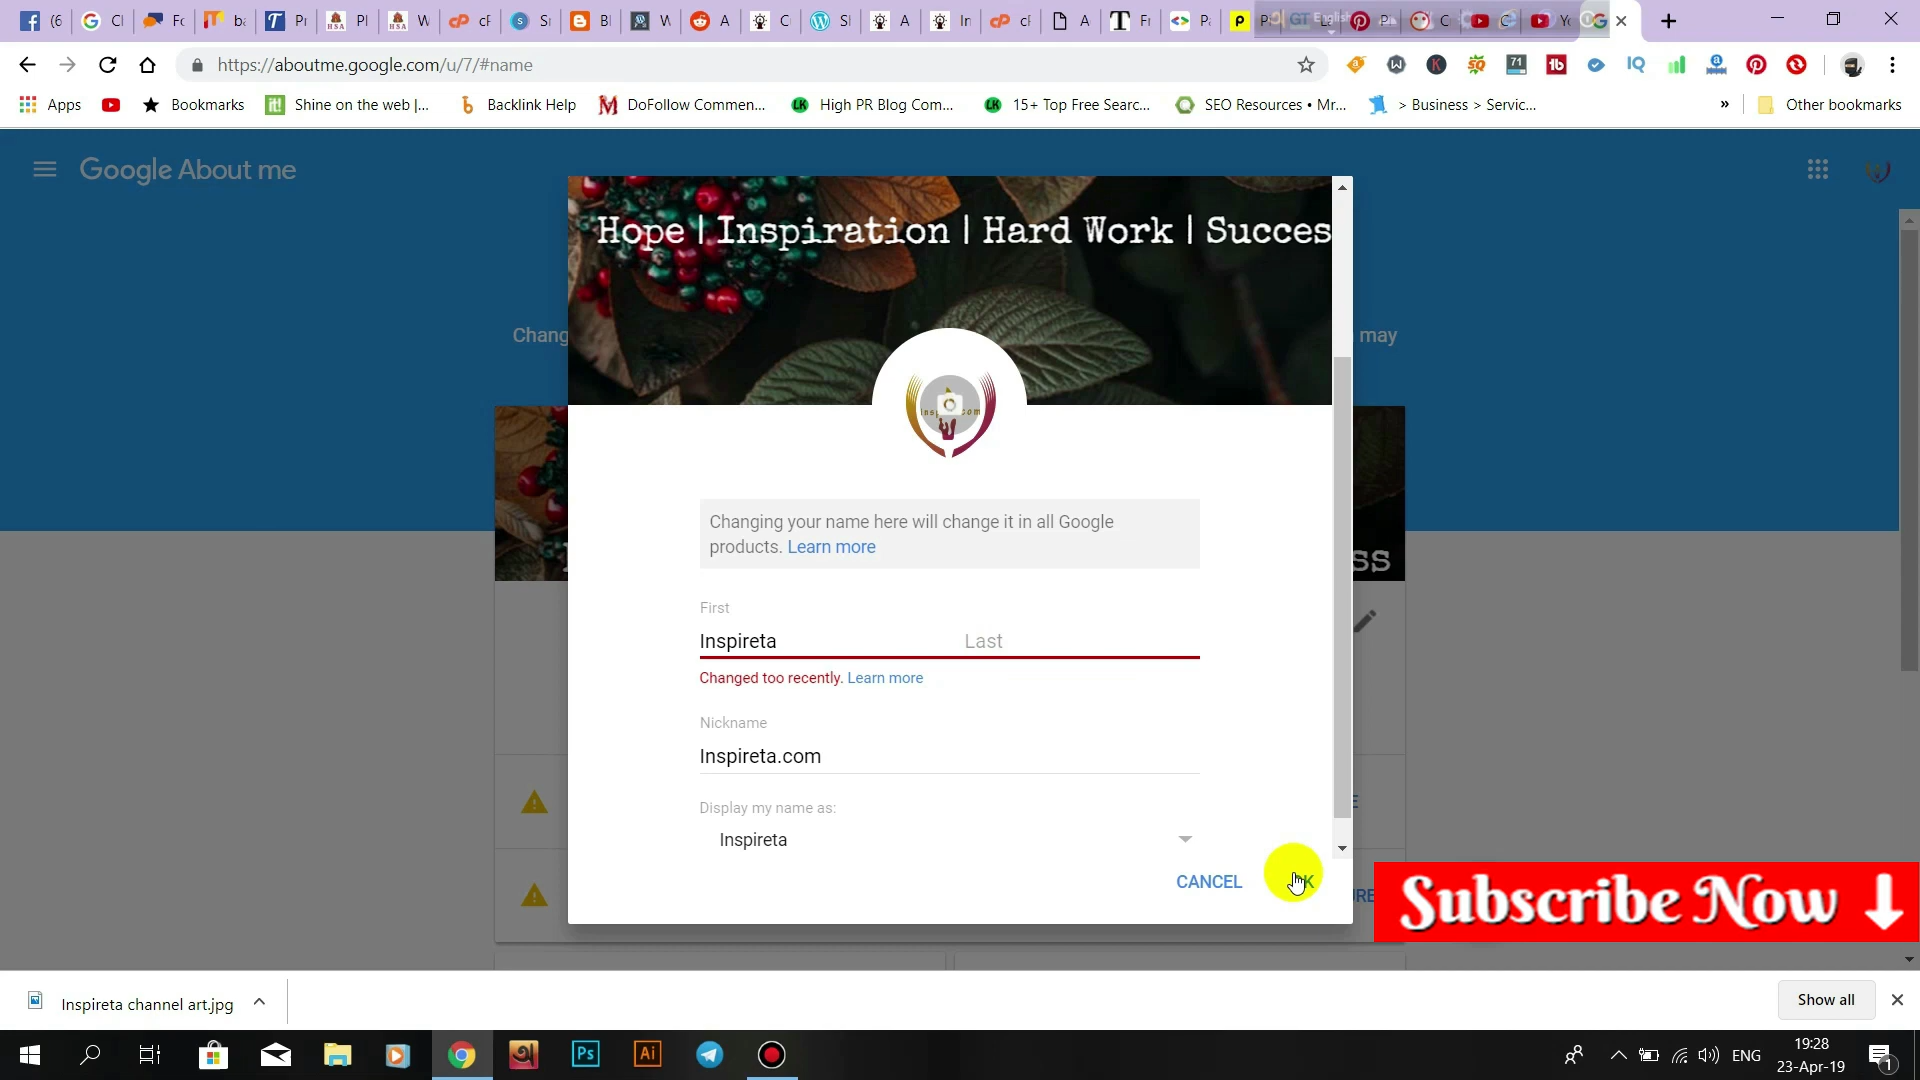 https://aboutme.google.com/u/7/#name
Apps
Bookmarks
Shine on the web |...
Backlink Help
DoFollow Commen...
High PR Blog Com...
15+ Top Free Searc...
SEO Resources • Mr...
> Business > Servic...
»
Other bookmarks
Google About me
Hope | Inspiration | Hard Work | Succes
Chang
may
ss
Changing your name here will change it in all Google
products. Learn more
First
Inspireta
Last
Changed too recently. Learn more
Nickname
Inspireta.com
Display my name as:
Inspireta
CANCEL
Subscribe Now
Inspireta channel art.jpg
Show all
Ps
Ai
ENG
19:28
23-Apr-19
1